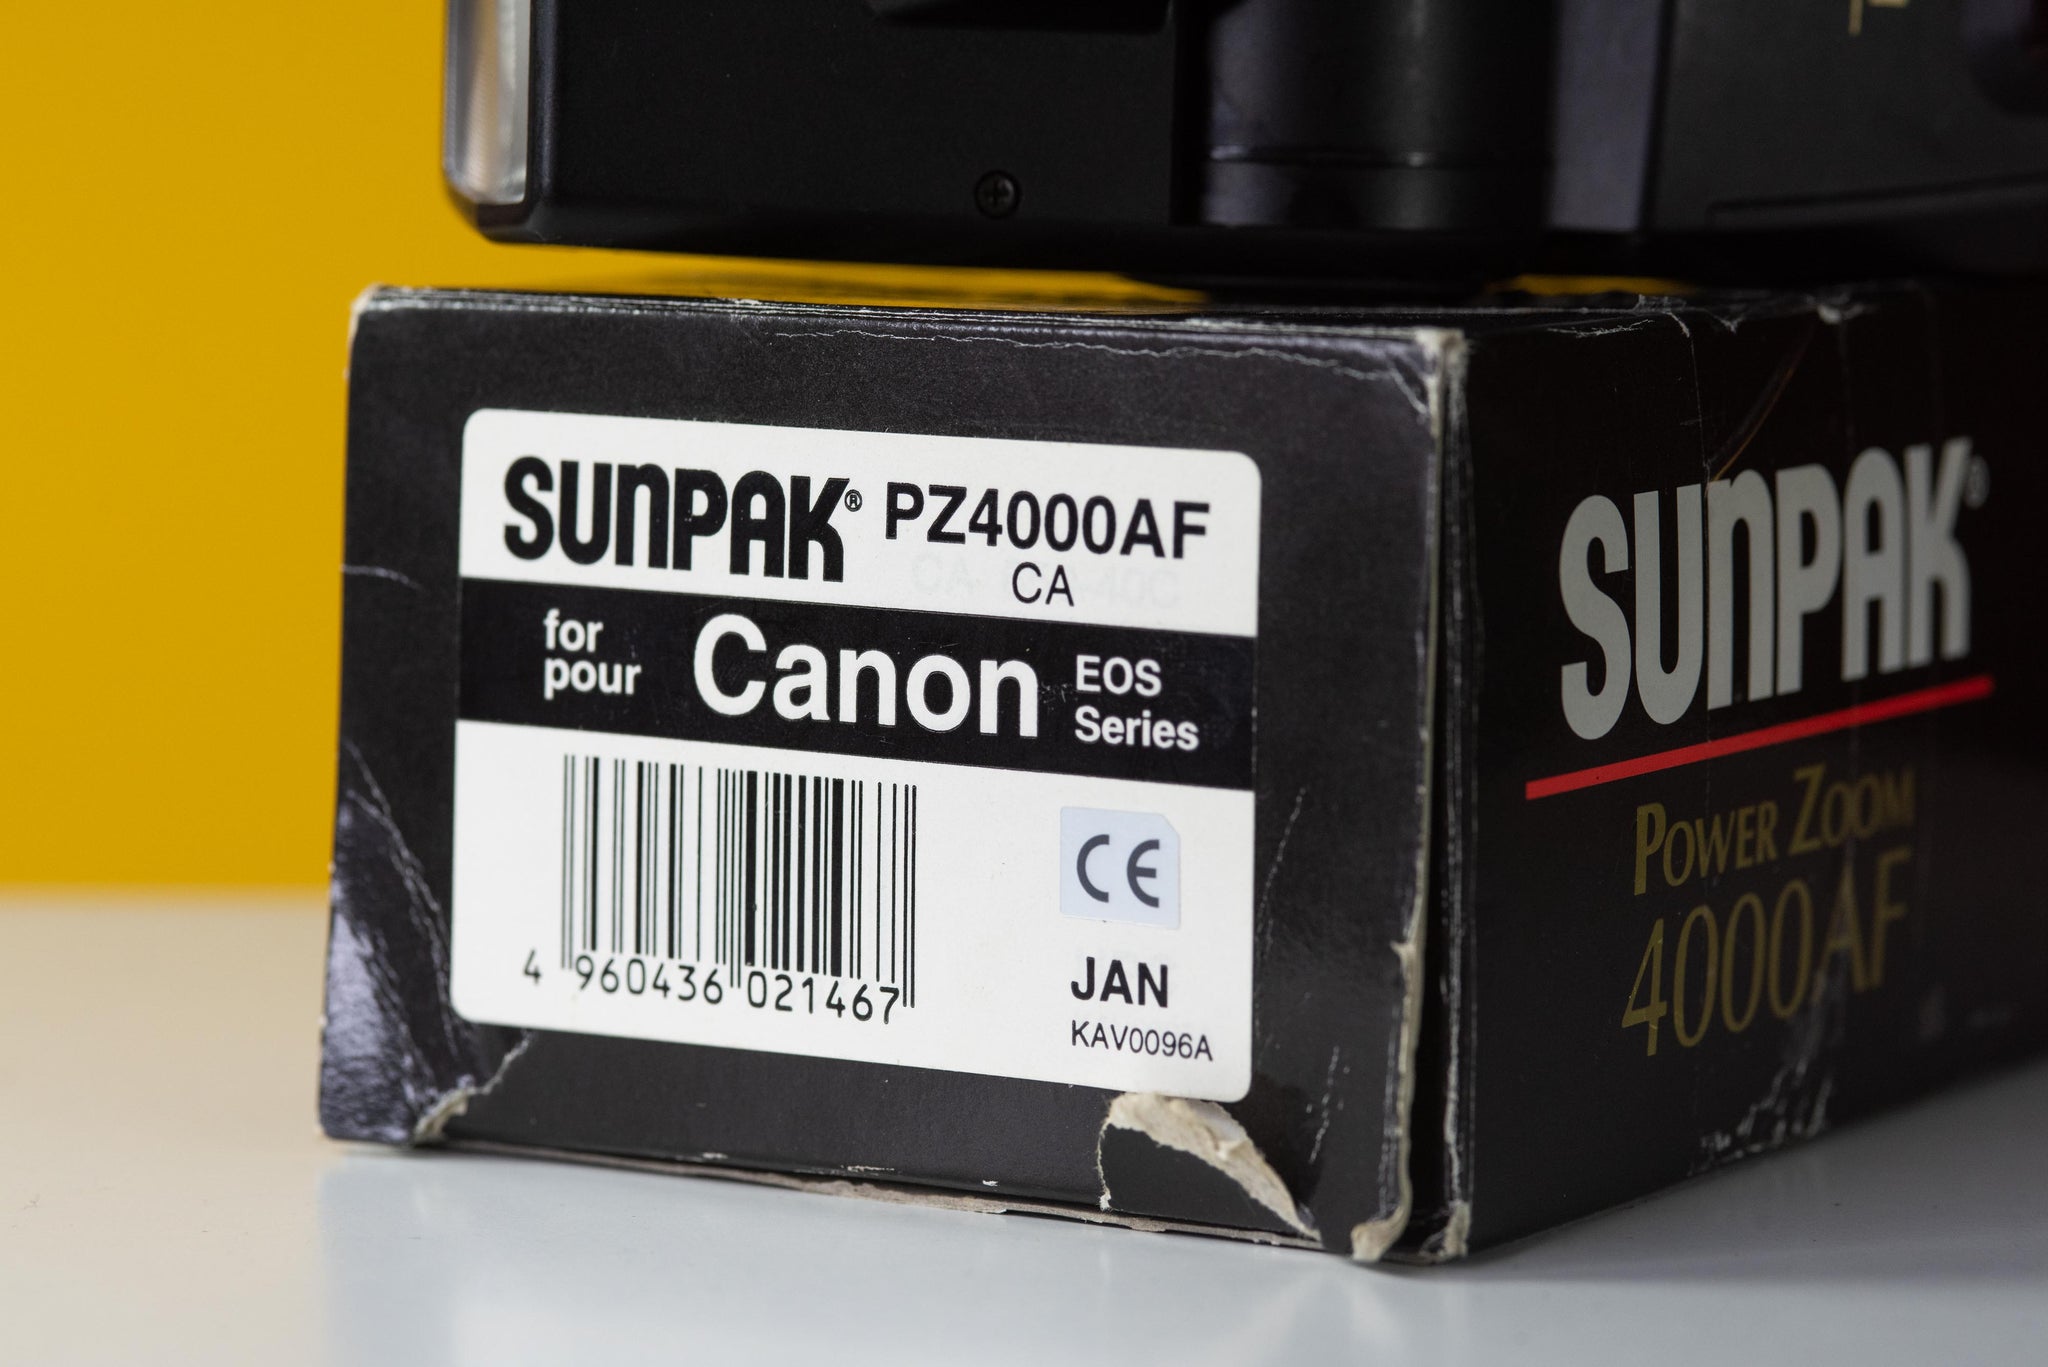 SUNPAK® PZ4000AF
CA
for
pour
Canon
EOS
Series
4 960436 021467
CE
JAN
KAV0096A
SUNPAK®
POWER ZOOM
4000AF